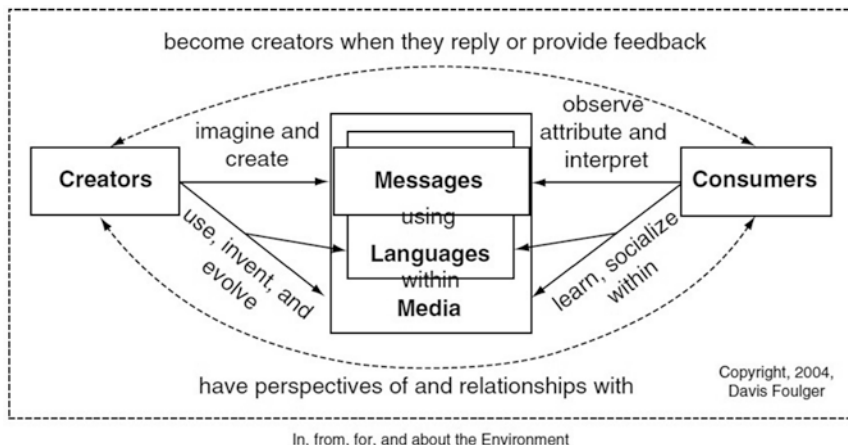 become creators when they reply or provide feedback
imagine and
create
observe
attribute and
interpret
Creators
Messages
Consumers
using
Languages
within
Media
use, invent, and
evolve
learn, socialize
within
have perspectives of and relationships with
Copyright, 2004,
Davis Foulger
In, from, for, and about the Environment